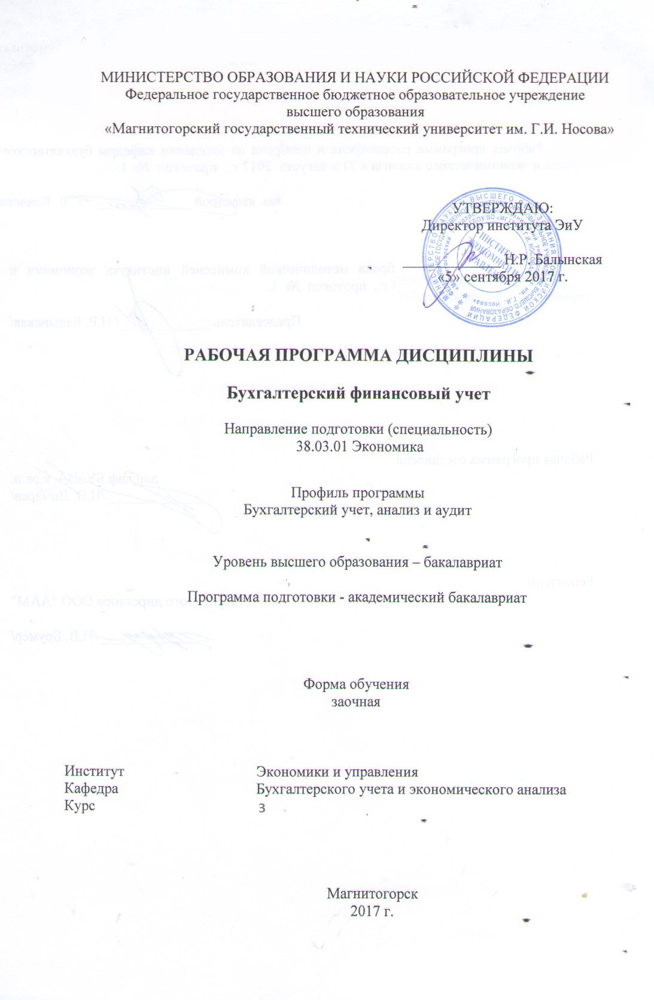 МИНИСТЕРСТВО ОБРАЗОВАНИЯ И НАУКИ РОССИЙСКОЙ ФЕДЕРАЦИИ
Федеральное государственное бюджетное образовательное учреждение
высшего образования
«Магнитогорский государственный технический университет им. Г.И. Носова»
УТВЕРЖДАЮ:
Директор института ЭиУ
Н.Р. Балынская
«5» сентября 2017 г.
ИНСТИТУТ
ЭКОНОМИКИ И
УПРАВЛЕНИЯ
РАБОЧАЯ ПРОГРАММА ДИСЦИПЛИНЫ
Бухгалтерский финансовый учет
Направление подготовки (специальность)
38.03.01 Экономика
Профиль программы
Бухгалтерский учет, анализ и аудит
Уровень высшего образования – бакалавриат
Программа подготовки - академический бакалавриат
Форма обучения
заочная
Институт Экономики и управления
Кафедра Бухгалтерского учета и экономического анализа
Курс 3
Магнитогорск
2017 г.